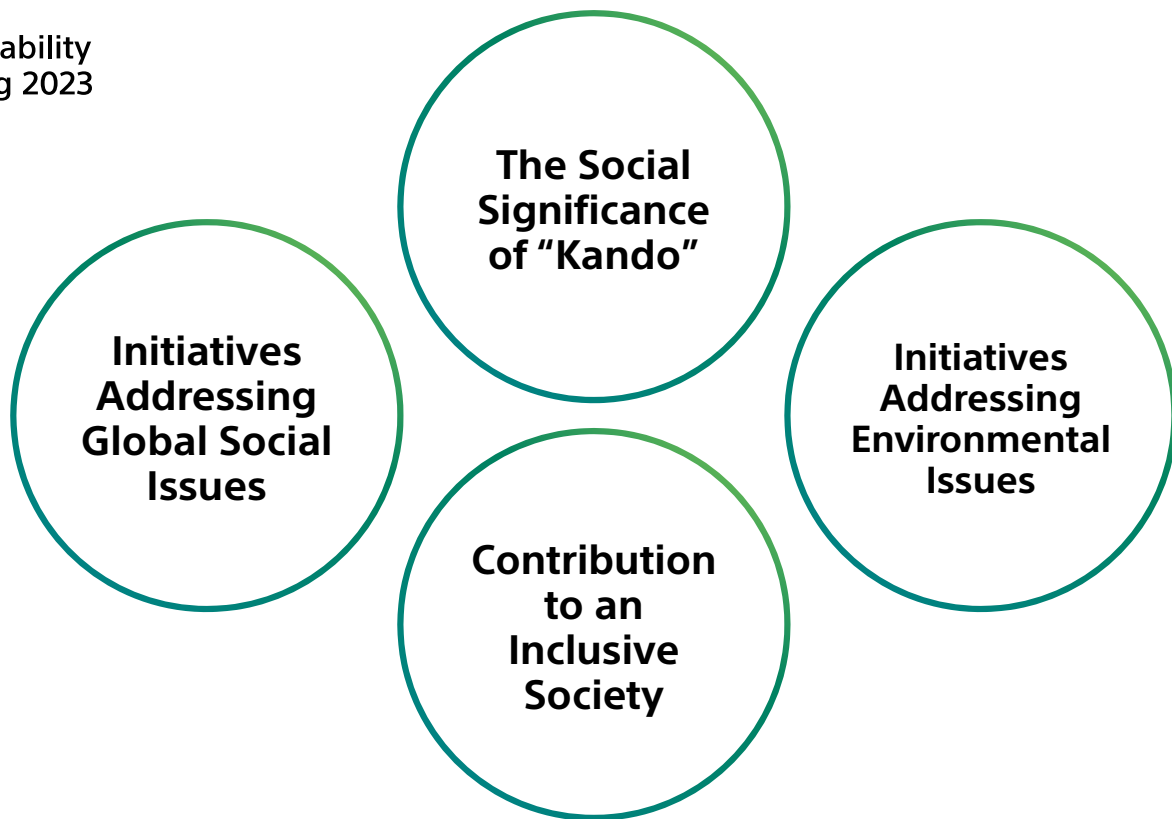 ability
g 2023
The Social
Significance
of “Kando”
Initiatives
Addressing
Global Social
Issues
Initiatives
Addressing
Environmental
Issues
Contribution
to an
Inclusive
Society